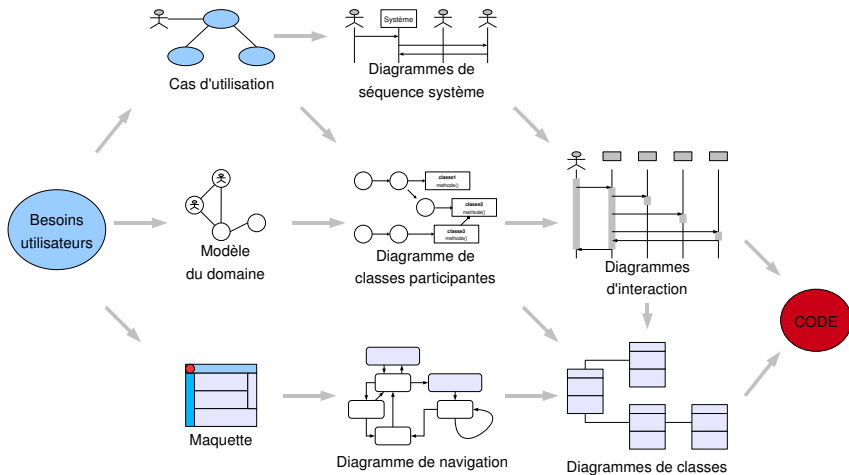 Système
Cas d'utilisation
Diagrammes de
séquence système
Besoins
utilisateurs
Modèle
du domaine
classe1
methode()
classe2
methode()
classe3
methode()
Diagramme de
classes participantes
Diagrammes
d'interaction
CODE
Maquette
Diagramme de navigation
Diagrammes de classes